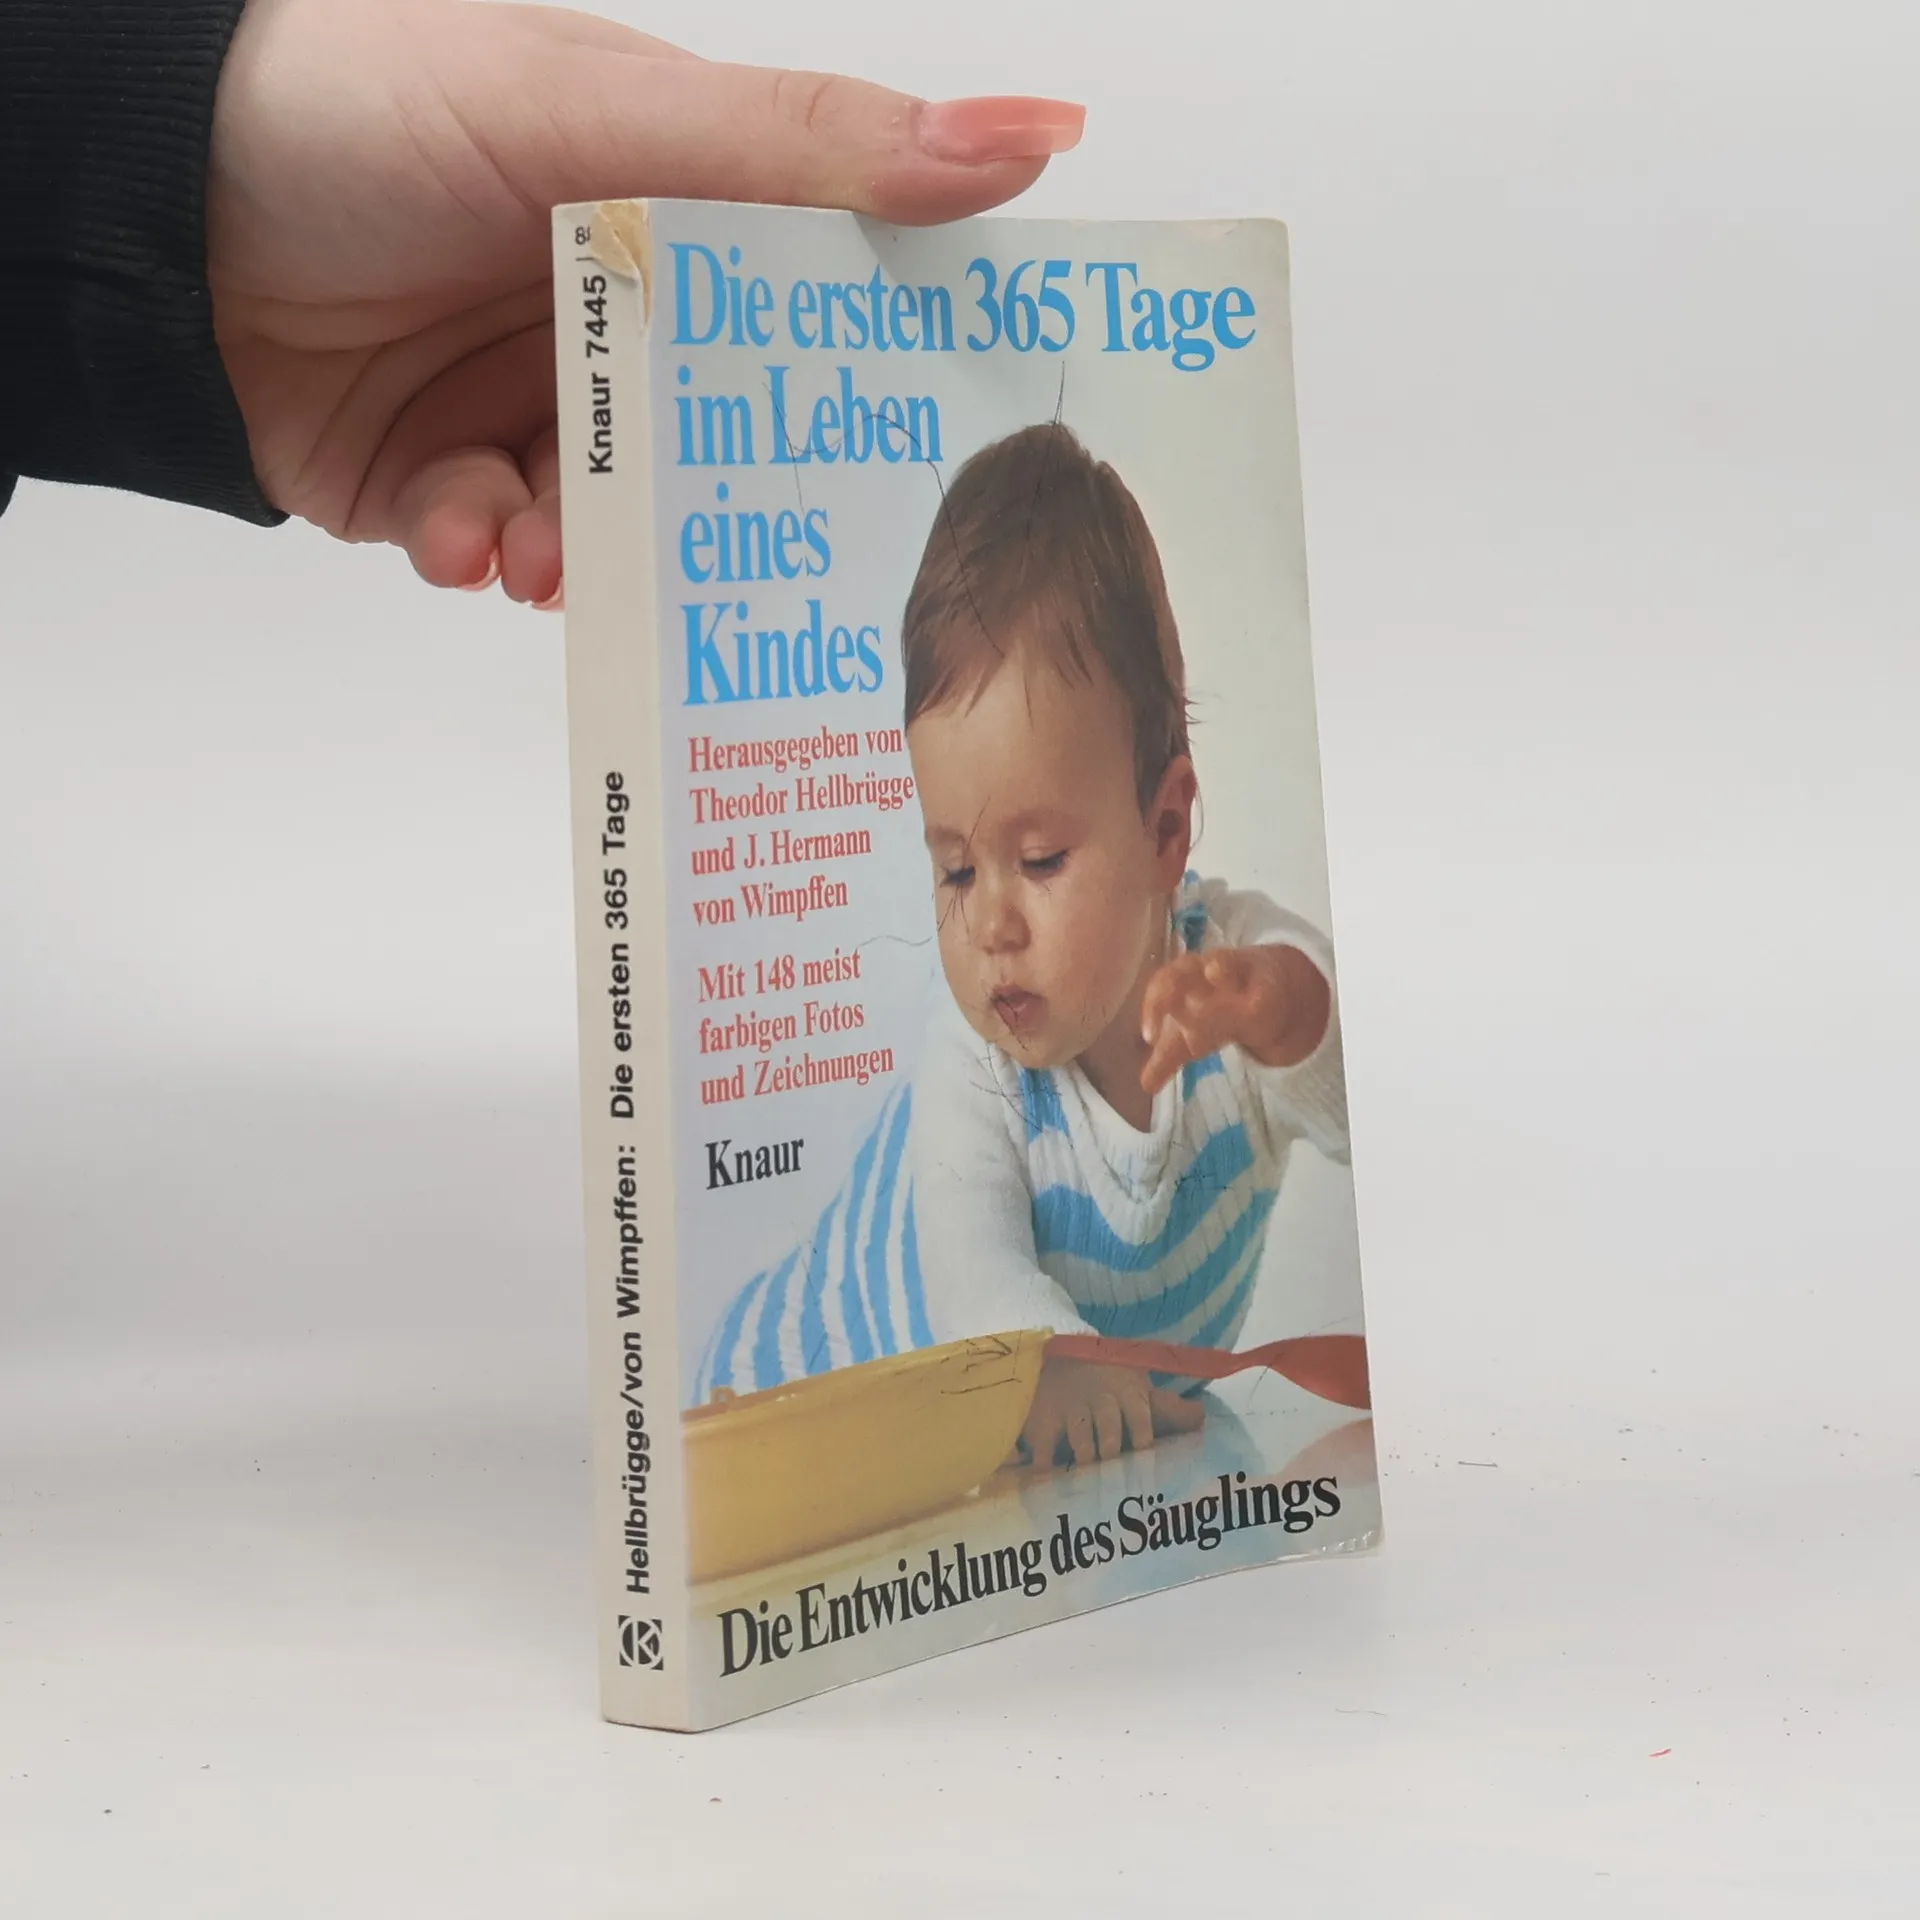 Die ersten 365 Tage
im Leben
eines
Kindes
Herausgegeben von
Theodor Hellbrügge
und J. Hermann
von Wimpffen
Mit 148 meist
farbigen Fotos
und Zeichnungen
Knaur
Die Entwicklung des Säuglings
Hellbrügge/von Wimpffen: Die ersten 365 Tage
Knaur 7445
K